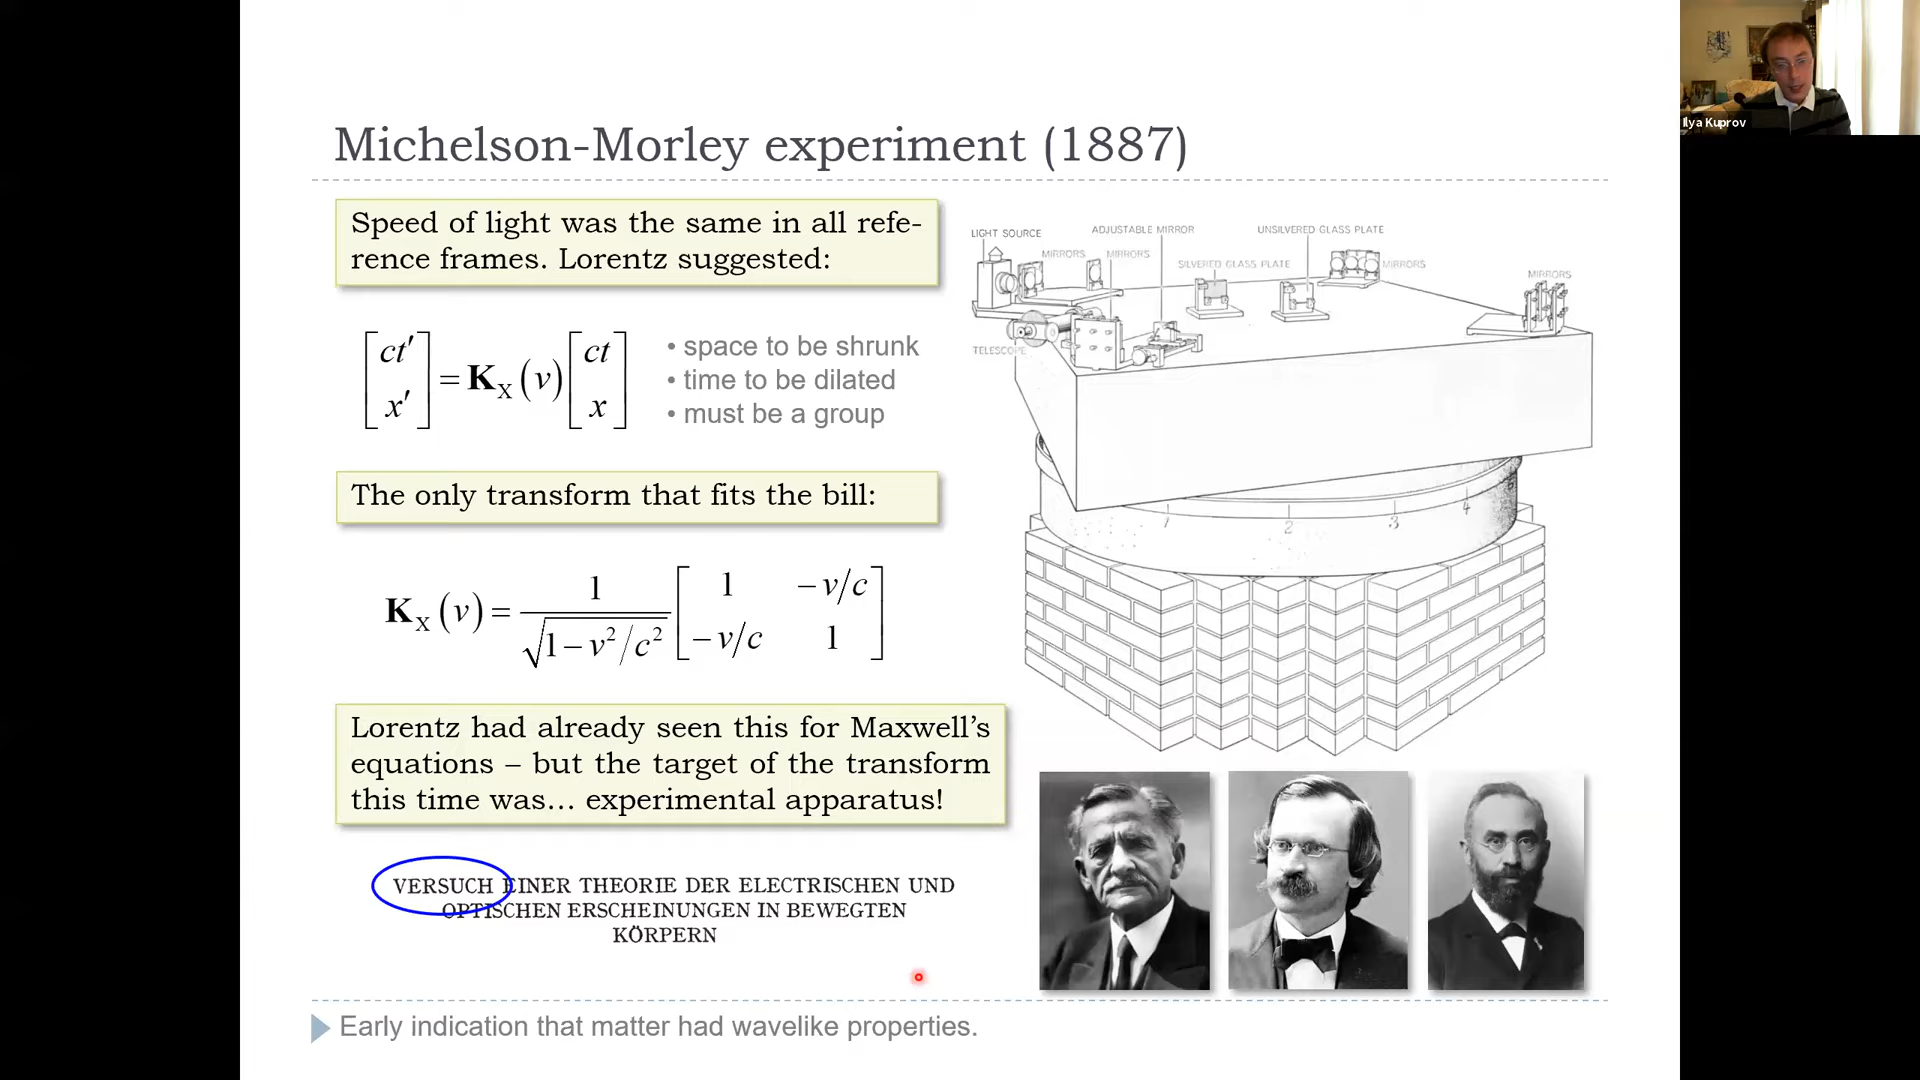 Ilya Kuprov
Michelson-Morley experiment (1887)
Speed of light was the same in all refe-
rence frames. Lorentz suggested:
[ct′ x′] = K_X(v) [ct x]
• space to be shrunk
• time to be dilated
• must be a group
The only transform that fits the bill:
K_X(v) = 1/√(1 − v²/c²) [1 −v/c; −v/c 1]
Lorentz had already seen this for Maxwell’s
equations – but the target of the transform
this time was… experimental apparatus!
VERSUCH EINER THEORIE DER ELECTRISCHEN UND
OPTISCHEN ERSCHEINUNGEN IN BEWEGTEN
KÖRPERN
LIGHT SOURCE
MIRRORS
MIRRORS
ADJUSTABLE MIRROR
SILVERED GLASS PLATE
UNSILVERED GLASS PLATE
MIRRORS
MIRRORS
TELESCOPE
1 2 3 4
Early indication that matter had wavelike properties.